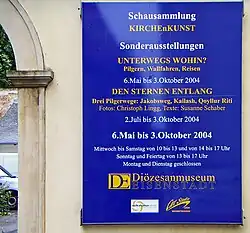 Schausammlung
KIRCHEnKUNST
Sonderausstellungen
UNTERWEGS WOHIN?
Pilgern, Wallfahren, Reisen
6.Mai bis 3.Oktober 2004
DEN STERNEN ENTLANG
Drei Pilgerwege: Jakobsweg, Kailash, Qoyllur Riti
Fotos: Christoph Lingg, Texte: Susanne Schaber
2.Juli bis 3.Oktober 2004
6.Mai bis 3.Oktober 2004
Mittwoch bis Samstag von 10 bis 13 und von 14 bis 17 Uhr
Sonntag und Feiertag von 13 bis 17 Uhr
Montag und Dienstag geschlossen
DE Diözesanmuseum
EISENSTADT